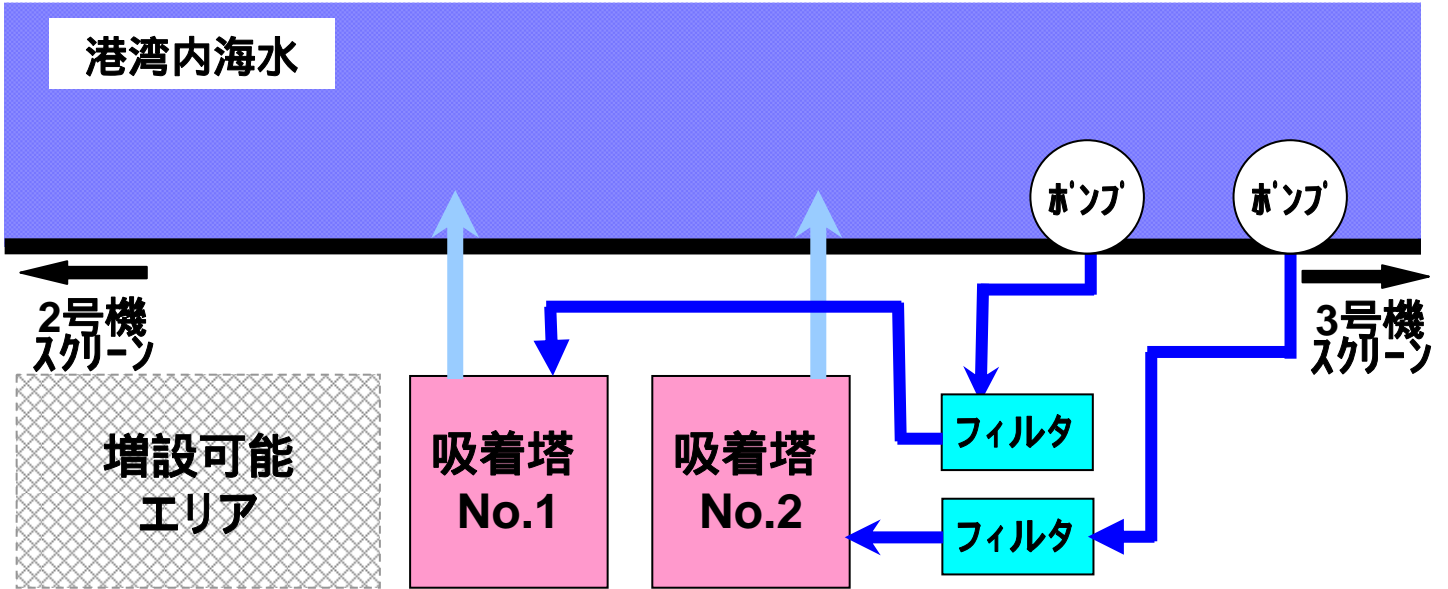 港湾内海水
ポンプ
ポンプ
2号機
スクリーン
3号機
スクリーン
増設可能
エリア
吸着塔
No.1
吸着塔
No.2
フィルタ
フィルタ